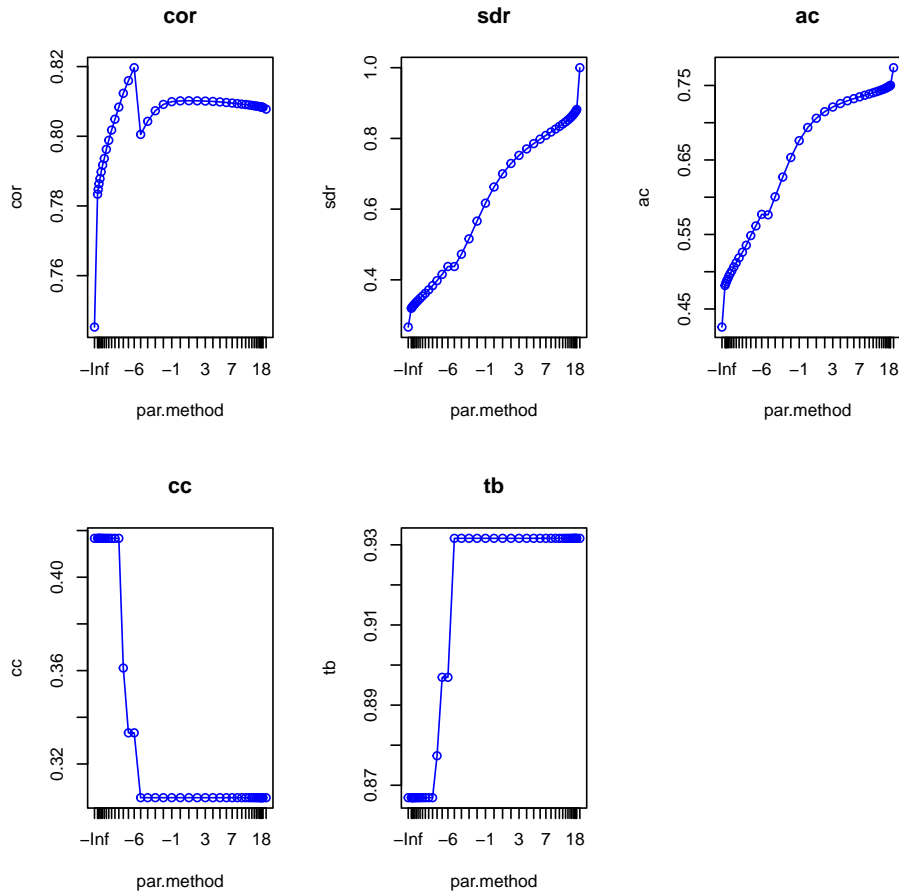 cor
cor
0.76 0.78 0.80 0.82
−Inf −6 −1 3 7 18
par.method
sdr
sdr
0.4 0.6 0.8 1.0
−Inf −6 −1 3 7 18
par.method
ac
ac
0.45 0.55 0.65 0.75
−Inf −6 −1 3 7 18
par.method
cc
cc
0.32 0.36 0.40
−Inf −6 −1 3 7 18
par.method
tb
tb
0.87 0.89 0.91 0.93
−Inf −6 −1 3 7 18
par.method